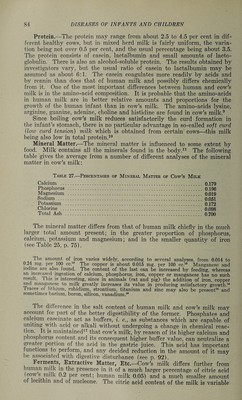 84 DISEASES OF INFANTS AND CHILDREN
Protein.—The protein may range from about 2.5 to 4.5 per cent in dif-
ferent healthy cows, but in mixed herd milk is fairly uniform, the varia-
tion being not over 0.5 per cent, and the usual percentage being about 3.5.
The protein consists of casein, lactalbumin and small amounts of lacto-
globulin. There is also an alcohol-soluble protein. The results obtained by
investigators vary, but the usual ratio of casein to lactalbumin may be
assumed as about 6:1. The casein coagulates more readily by acids and
by rennin than does that of human milk and possibly differs chemically
from it. One of the most important differences between human and cow's
milk is in the amino-acid composition. It is probable that the amino-acids
in human milk are in better relative amounts and proportions for the
growth of the human infant than in cow's milk. The amino-acids lysine,
arginine, proline, adenine, cystine and histidine are found in cow's milk.
Since boiling cow's milk reduces satisfactorily the curd formation in
the infant's stomach, there is no particular advantage in so-called soft curd
(low curd tension) milk which is obtained from certain cows—this milk
being also low in total protein.
Mineral Matter.—The mineral matter is influenced to some extent by
food. Milk contains all the minerals found in the body. The following
table gives the average from a number of different analyses of the mineral
matter in cow's milk:
Table 27.—Percentages of Mineral Matter of Cow's Milk
Calcium 0.179
Phosphorus 0.196
Magnesium
Sodium
Potassium 0.173
Chlorine
Total Ash 0.700
The mineral matter differs from that of human milk chiefly in the much
larger total amount present; in the greater proportion of phosphorus,
calcium, potassium and magnesium; and in the smaller quantity of iron
(see Table 25, p. 75).
The amount of iron varies widely, according to several analyses, from 0.014 to
0.24 mg. per 100 cc. The copper is about 0.015 mg. per 100 cc. Manganese and
iodine are also found. The content of the last can be increased by feeding, whereas
an increased ingestion of calcium, phosphorus, iron, copper or manganese has no such
result. This is interesting, since in animals (rat and pig) the addition of iron, copper
and manganese to milk greatly increases its value in producing satisfactory growth.
Traces of lithium, rubidium, strontium, titanium and zinc may also be present and
sometimes barium, boron, silicon, vanadium.
The difference in the salt content of human milk and cow's milk may
account for part of the better digestibility of the former. Phosphates and
calcium caseinate act as buffers, i. e., as substances which are capable of
uniting with acid or alkali without undergoing a change in chemical reac-
tion. It is maintained that cow's milk, by reason of its higher calcium and
phosphorus content and its consequent higher buffer value, can neutralize a
greater portion of the acid in the gastric juice. This acid has important
functions to perform, and any decided reduction in the amount of it may
be associated with digestive disturbance (see p. 92).
Ferments, Extractive Matter, Etc.—Cow's milk differs further from
human milk in the presence in it of a much larger percentage of citric acid
(cow's milk 0.2 per cent; human milk 0.05) and a much smaller amount
of lecithin and of nucleone. The citric acid content of the milk is variable